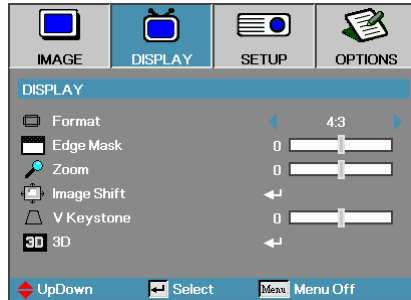 IMAGE DISPLAY SETUP OPTIONS
DISPLAY
Format 4:3
Edge Mask 0
Zoom 0
Image Shift
V Keystone 0
3D 3D
UpDown Select Menu Menu Off